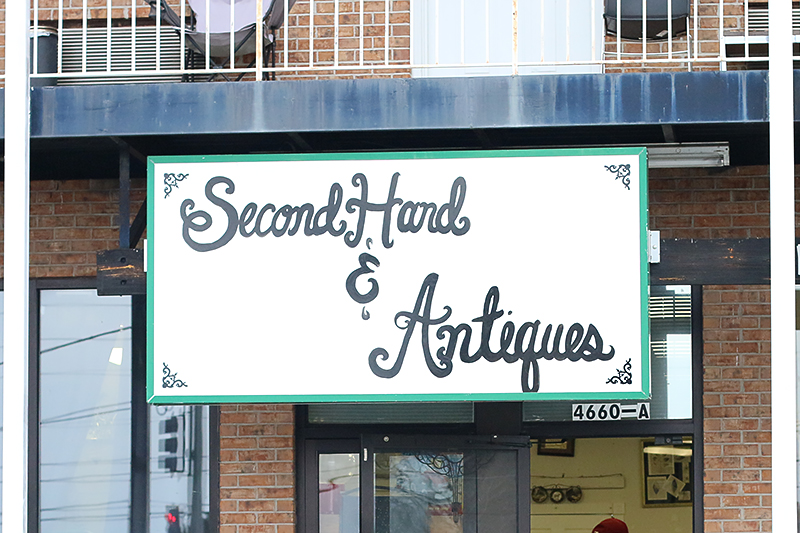 Second Hand
&
Antiques
4660-A